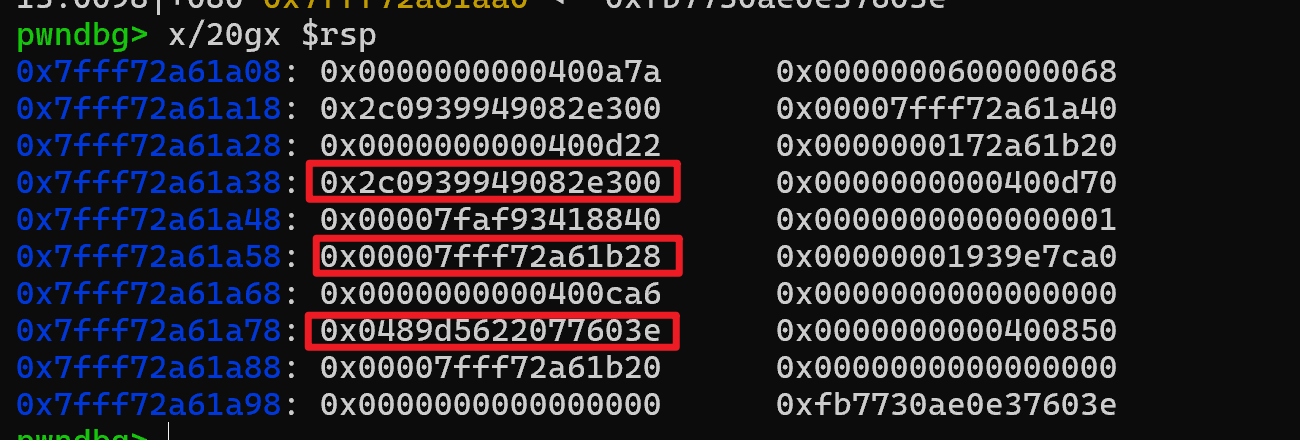 pwndbg> x/20gx $rsp
0x7fff72a61a08: 0x0000000000400a7a 0x0000000600000068
0x7fff72a61a18: 0x2c0939949082e300 0x00007fff72a61a40
0x7fff72a61a28: 0x0000000000400d22 0x0000000172a61b20
0x7fff72a61a38: 0x2c0939949082e300 0x0000000000400d70
0x7fff72a61a48: 0x00007faf93418840 0x0000000000000001
0x7fff72a61a58: 0x00007fff72a61b28 0x00000001939e7ca0
0x7fff72a61a68: 0x0000000000400ca6 0x0000000000000000
0x7fff72a61a78: 0x0489d5622077603e 0x0000000000400850
0x7fff72a61a88: 0x00007fff72a61b20 0x0000000000000000
0x7fff72a61a98: 0x0000000000000000 0xfb7730ae0e37603e
pwndbg>